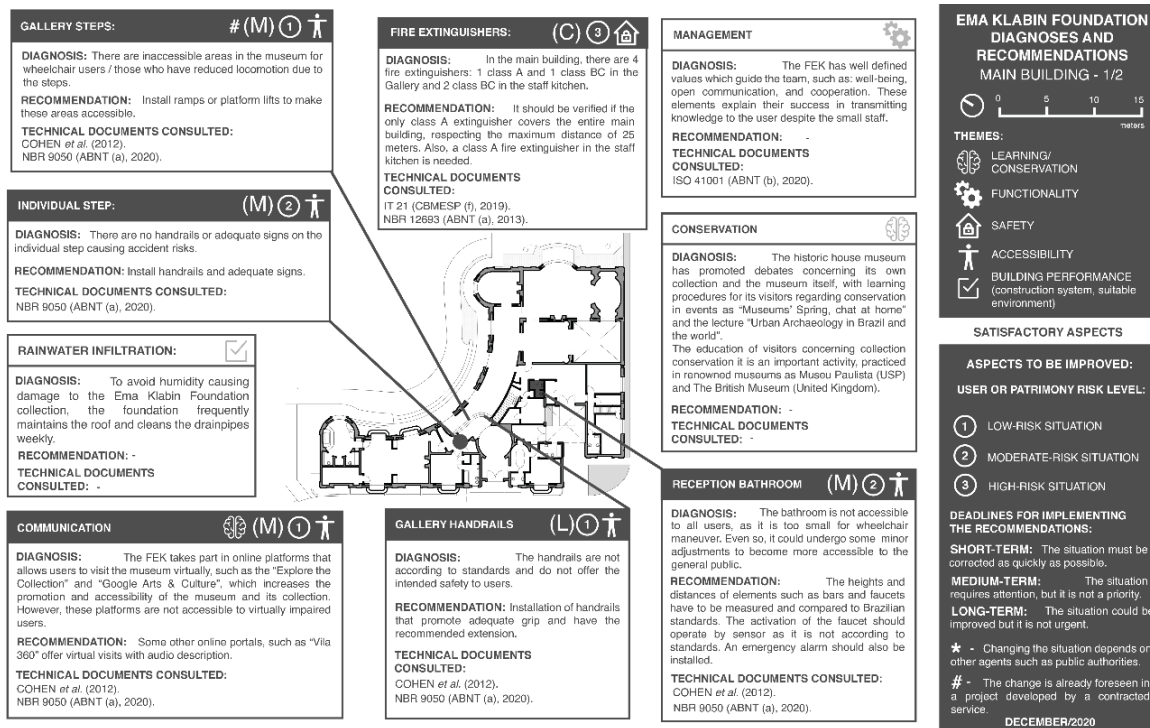 GALLERY STEPS: # (M) 1
DIAGNOSIS: There are inaccessible areas in the museum for
wheelchair users / those who have reduced locomotion due to
the steps.
RECOMMENDATION: Install ramps or platform lifts to make
these areas accessible.
TECHNICAL DOCUMENTS CONSULTED:
COHEN et al. (2012).
NBR 9050 (ABNT (a), 2020).
INDIVIDUAL STEP: (M) 2
DIAGNOSIS: There are no handrails or adequate signs on the
individual step causing accident risks.
RECOMMENDATION: Install handrails and adequate signs.
TECHNICAL DOCUMENTS CONSULTED:
NBR 9050 (ABNT (a), 2020).
RAINWATER INFILTRATION:
DIAGNOSIS: To avoid humidity causing
damage to the Ema Klabin Foundation
collection, the foundation frequently
maintains the roof and cleans the drainpipes
weekly.
RECOMMENDATION: -
TECHNICAL DOCUMENTS
CONSULTED: -
COMMUNICATION (M) 1
DIAGNOSIS: The FEK takes part in online platforms that
allows users to visit the museum virtually, such as the “Explore the
Collection” and “Google Arts & Culture”, which increases the
promotion and accessibility of the museum and its collection.
However, these platforms are not accessible to virtually impaired
users.
RECOMMENDATION: Some other online portals, such as “Vila
360” offer virtual visits with audio description.
TECHNICAL DOCUMENTS CONSULTED:
COHEN et al. (2012).
NBR 9050 (ABNT (a), 2020).
FIRE EXTINGUISHERS: (C) 3
DIAGNOSIS: In the main building, there are 4
fire extinguishers: 1 class A and 1 class BC in the
Gallery and 2 class BC in the staff kitchen.
RECOMMENDATION: It should be verified if the
only class A extinguisher covers the entire main
building, respecting the maximum distance of 25
meters. Also, a class A fire extinguisher in the staff
kitchen is needed.
TECHNICAL DOCUMENTS
CONSULTED:
IT 21 (CBMESP (f), 2019).
NBR 12693 (ABNT (a), 2013).
GALLERY HANDRAILS (L) 1
DIAGNOSIS: The handrails are not
according to standards and do not offer the
intended safety to users.
RECOMMENDATION: Installation of handrails
that promote adequate grip and have the
recommended extension.
TECHNICAL DOCUMENTS
CONSULTED:
COHEN et al. (2012).
NBR 9050 (ABNT (a), 2020).
MANAGEMENT
DIAGNOSIS: The FEK has well defined
values which guide the team, such as: well-being,
open communication, and cooperation. These
elements explain their success in transmitting
knowledge to the user despite the small staff.
RECOMMENDATION: -
TECHNICAL DOCUMENTS
CONSULTED:
ISO 41001 (ABNT (b), 2020).
CONSERVATION
DIAGNOSIS: The historic house museum
has promoted debates concerning its own
collection and the museum itself, with learning
procedures for its visitors regarding conservation
in events as “Museums’ Spring, chat at home”
and the lecture “Urban Archaeology in Brazil and
the world”.
The education of visitors concerning collection
conservation it is an important activity, practiced
in renowned museums as Museu Paulista (USP)
and The British Museum (United Kingdom).
RECOMMENDATION: -
TECHNICAL DOCUMENTS
CONSULTED: -
RECEPTION BATHROOM (M) 2
DIAGNOSIS: The bathroom is not accessible
to all users, as it is too small for wheelchair
maneuver. Even so, it could undergo some minor
adjustments to become more accessible to the
general public.
RECOMMENDATION: The heights and
distances of elements such as bars and faucets
have to be measured and compared to Brazilian
standards. The activation of the faucet should
operate by sensor as it is not according to
standards. An emergency alarm should also be
installed.
TECHNICAL DOCUMENTS CONSULTED:
COHEN et al. (2012).
NBR 9050 (ABNT (a), 2020).
EMA KLABIN FOUNDATION
DIAGNOSES AND
RECOMMENDATIONS
MAIN BUILDING - 1/2
0 5 10 15
meters
THEMES:
LEARNING/
CONSERVATION
FUNCTIONALITY
SAFETY
ACCESSIBILITY
BUILDING PERFORMANCE
(construction system, suitable
environment)
SATISFACTORY ASPECTS
ASPECTS TO BE IMPROVED:
USER OR PATRIMONY RISK LEVEL:
1 LOW-RISK SITUATION
2 MODERATE-RISK SITUATION
3 HIGH-RISK SITUATION
DEADLINES FOR IMPLEMENTING
THE RECOMMENDATIONS:
SHORT-TERM: The situation must be
corrected as quickly as possible.
MEDIUM-TERM: The situation
requires attention, but it is not a priority.
LONG-TERM: The situation could be
improved but it is not urgent.
* - Changing the situation depends on
other agents such as public authorities.
# - The change is already foreseen in
a project developed by a contracted
service.
DECEMBER/2020